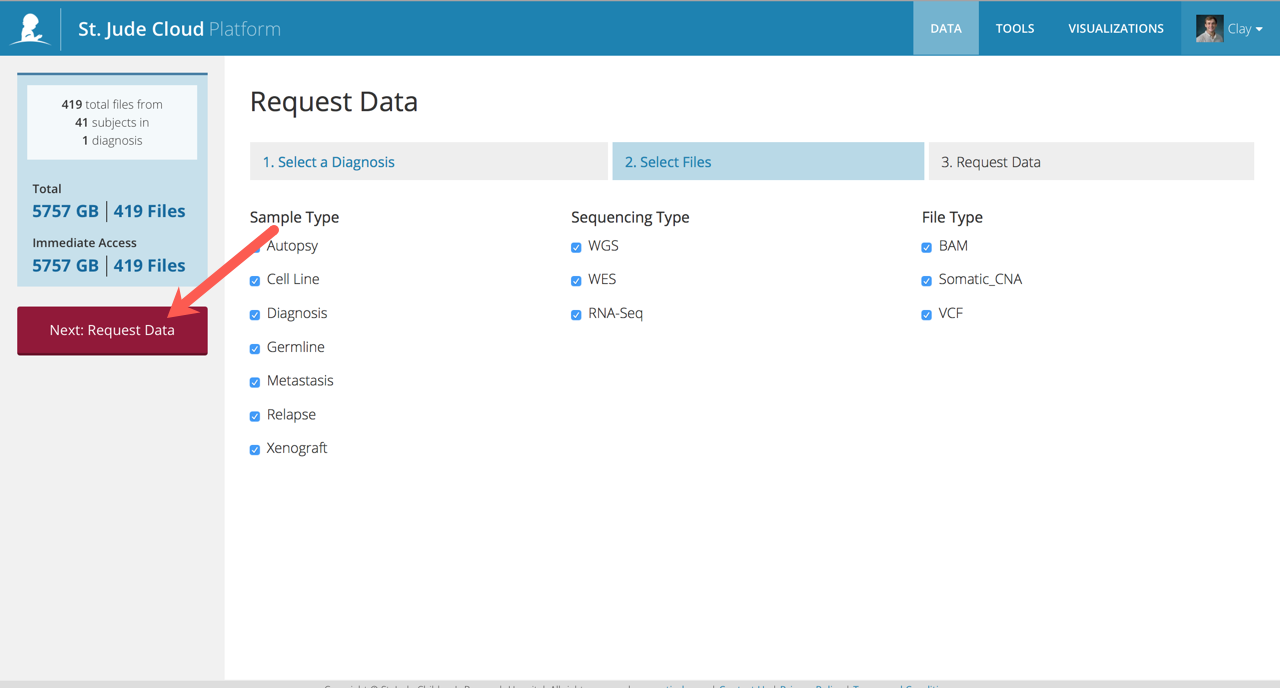 St. Jude Cloud Platform
DATA
TOOLS
VISUALIZATIONS
Clay
419 total files from
41 subjects in
1 diagnosis
Total
5757 GB | 419 Files
Immediate Access
5757 GB | 419 Files
Next: Request Data
Request Data
1. Select a Diagnosis
2. Select Files
3. Request Data
Sample Type
Autopsy
Cell Line
Diagnosis
Germline
Metastasis
Relapse
Xenograft
Sequencing Type
WGS
WES
RNA-Seq
File Type
BAM
Somatic_CNA
VCF